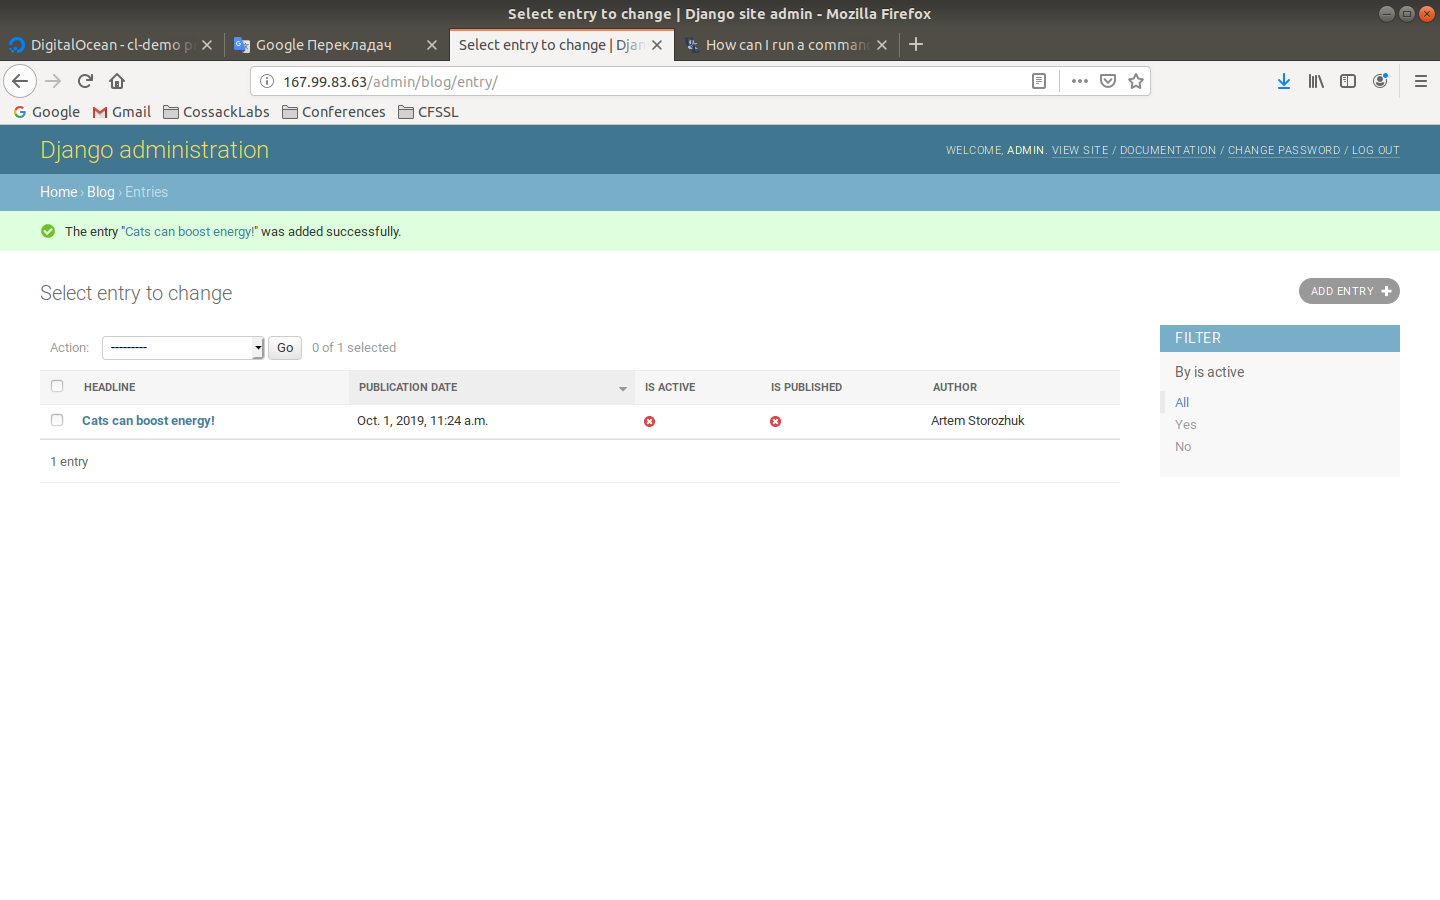 Select entry to change | Django site admin - Mozilla Firefox
DigitalOcean - cl-demo p
Google Перекладач
Select entry to change | Djan
How can I run a comman
167.99.83.63/admin/blog/entry/
Google Gmail CossackLabs Conferences CFSSL
Django administration
WELCOME, ADMIN. VIEW SITE / DOCUMENTATION / CHANGE PASSWORD / LOG OUT
Home › Blog › Entries
The entry "Cats can boost energy!" was added successfully.
Select entry to change
ADD ENTRY
Action: --------- Go 0 of 1 selected
HEADLINE PUBLICATION DATE IS ACTIVE IS PUBLISHED AUTHOR
Cats can boost energy! Oct. 1, 2019, 11:24 a.m. Artem Storozhuk
1 entry
FILTER
By is active
All
Yes
No